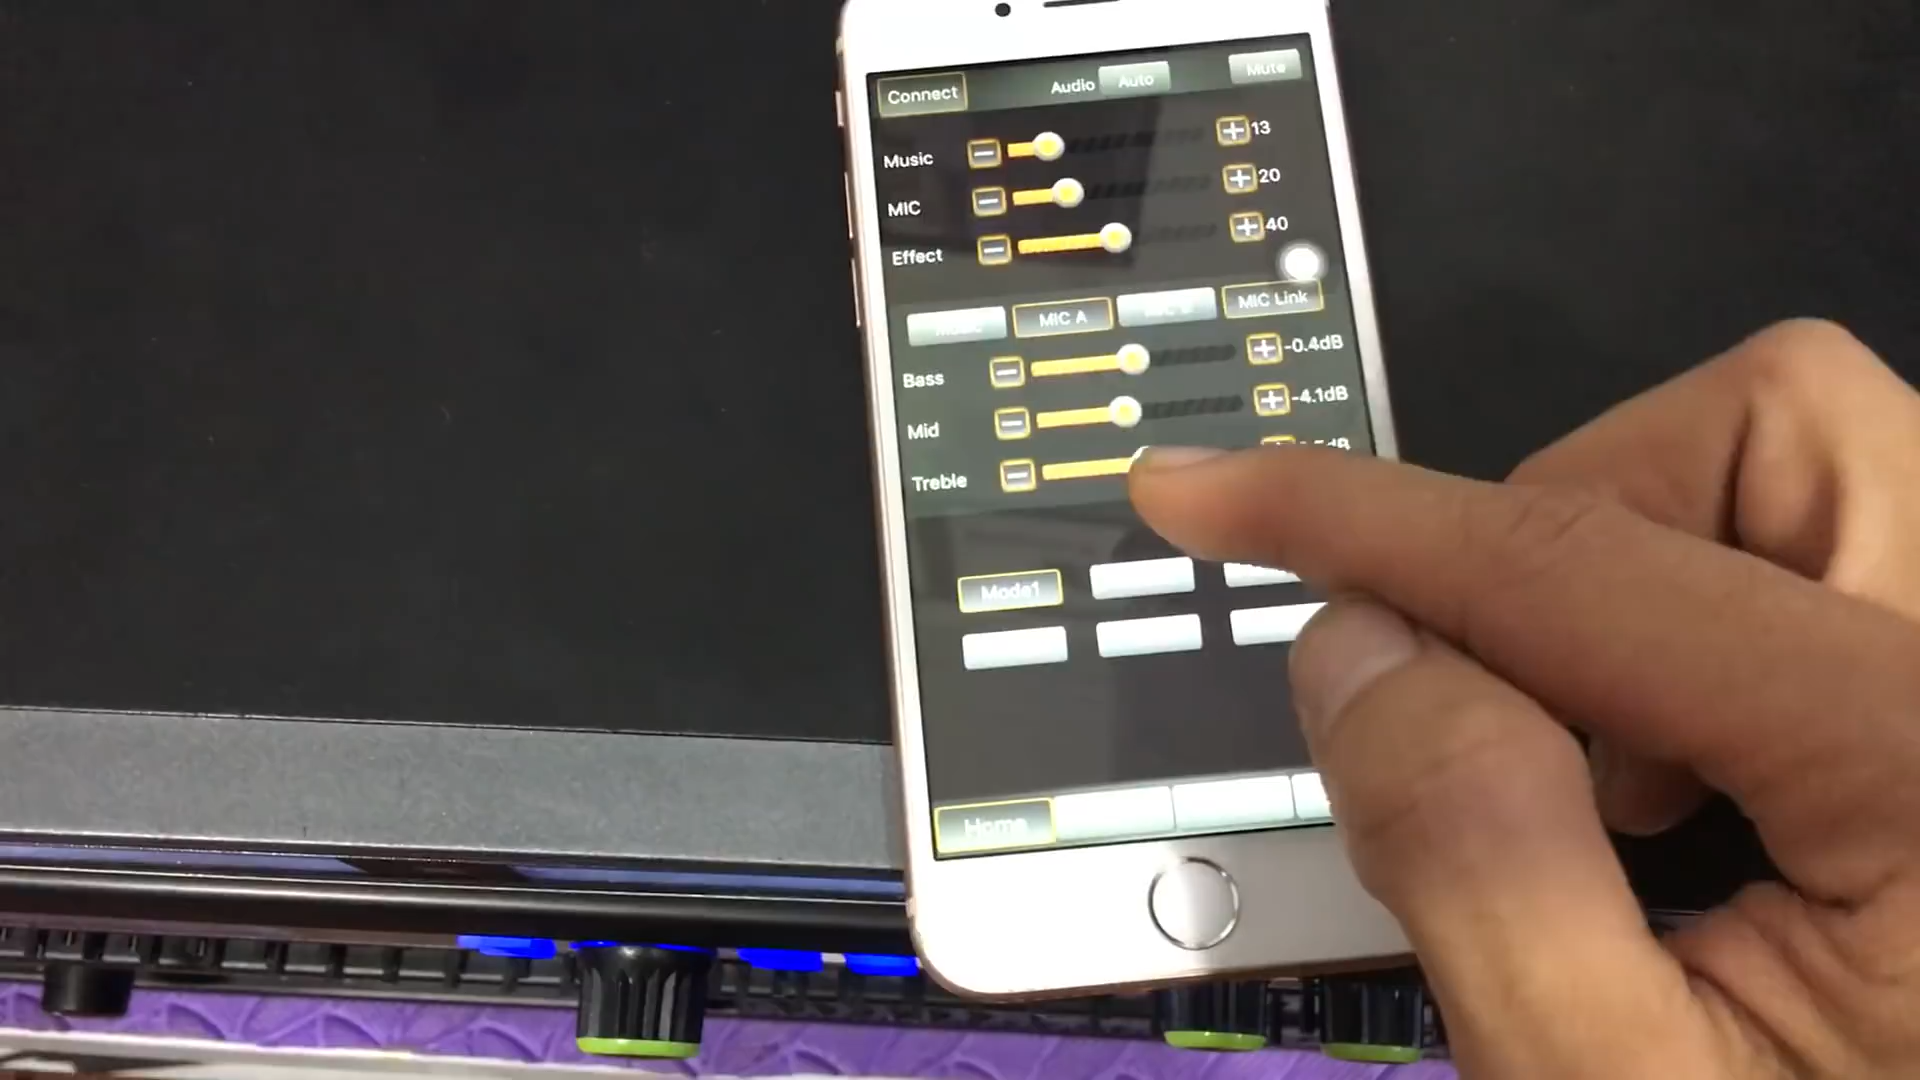 Connect Audio Auto Mute
Music 13
MIC 20
Effect 40
MIC A MIC Link
Bass -0.4dB
Mid -4.1dB
Treble
Mode1
Home